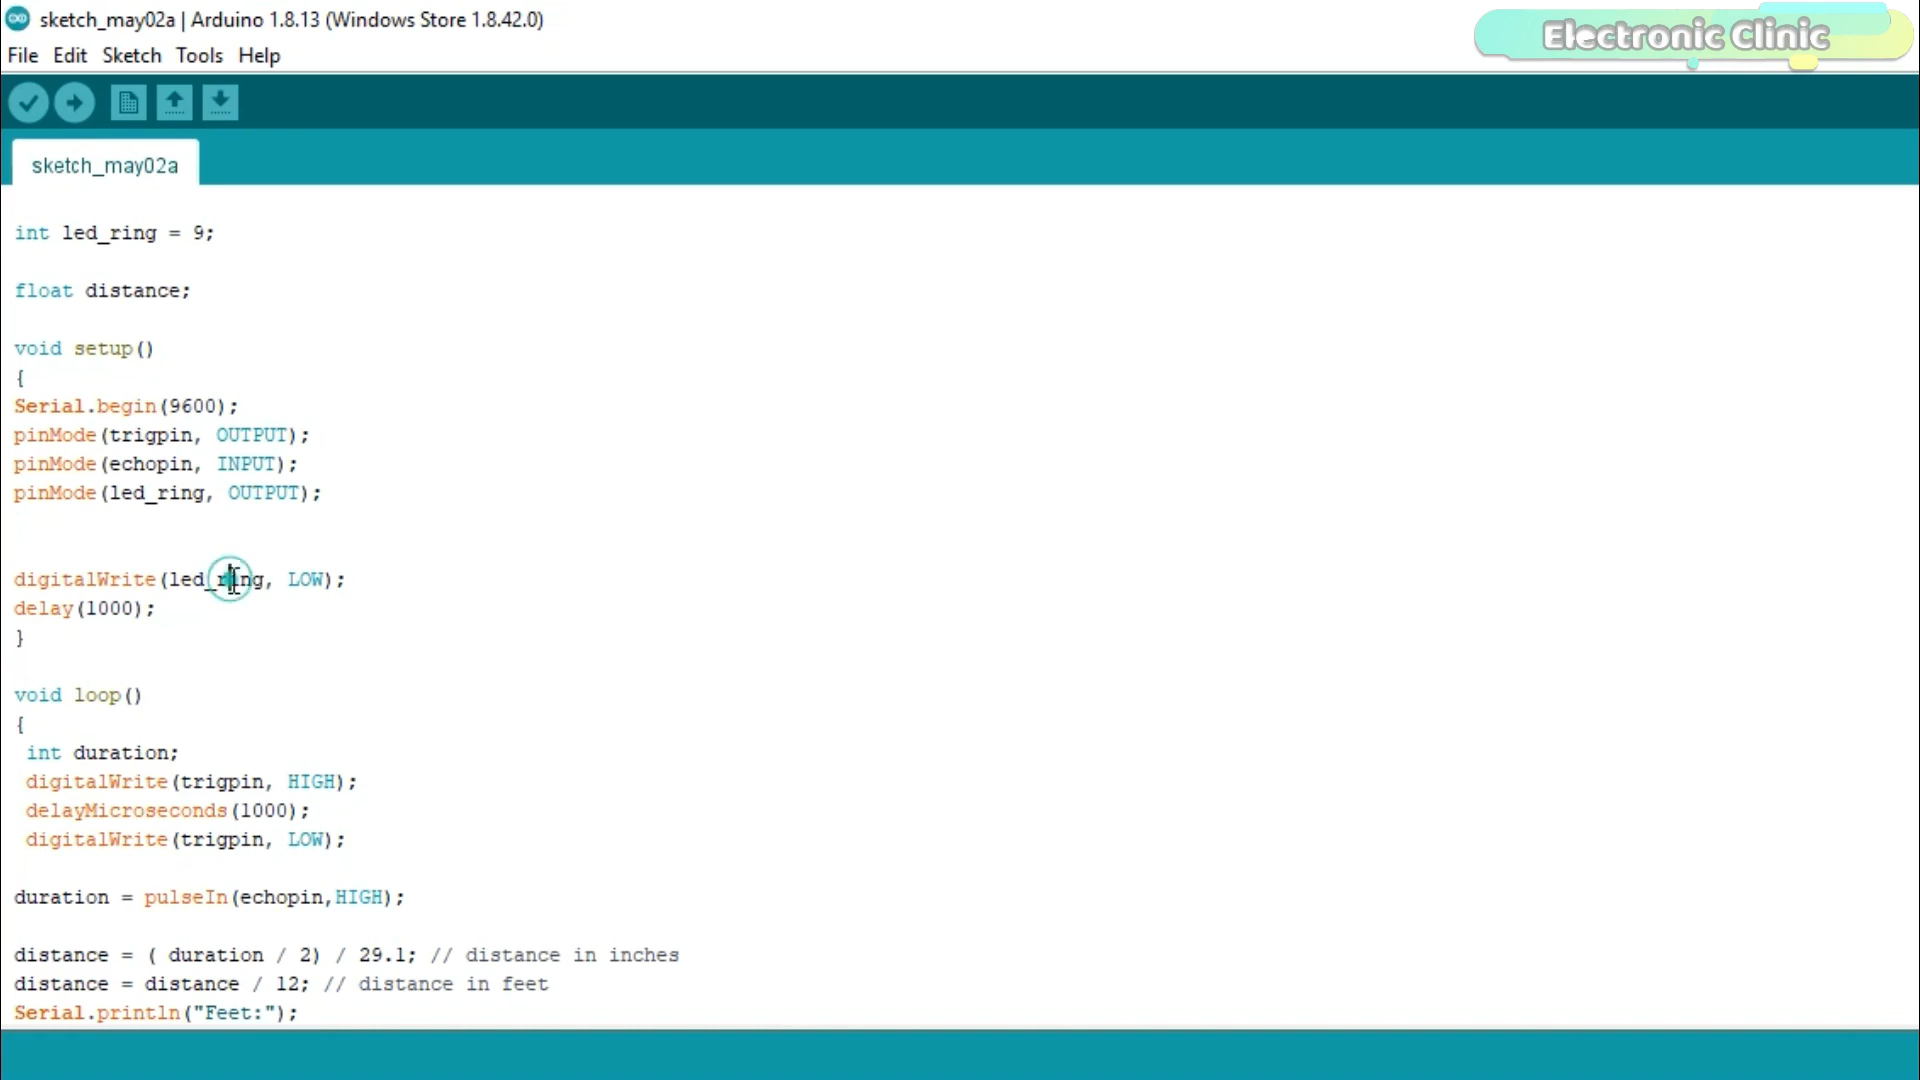 sketch_may02a | Arduino 1.8.13 (Windows Store 1.8.42.0)
Electronic Clinic
File Edit Sketch Tools Help
sketch_may02a
int led_ring = 9;
float distance;
void setup()
{
Serial.begin(9600);
pinMode(trigpin, OUTPUT);
pinMode(echopin, INPUT);
pinMode(led_ring, OUTPUT);
digitalWrite(led_ring, LOW);
delay(1000);
}
void loop()
{
int duration;
digitalWrite(trigpin, HIGH);
delayMicroseconds(1000);
digitalWrite(trigpin, LOW);
duration = pulseIn(echopin,HIGH);
distance = ( duration / 2) / 29.1; // distance in inches
distance = distance / 12; // distance in feet
Serial.println("Feet:");